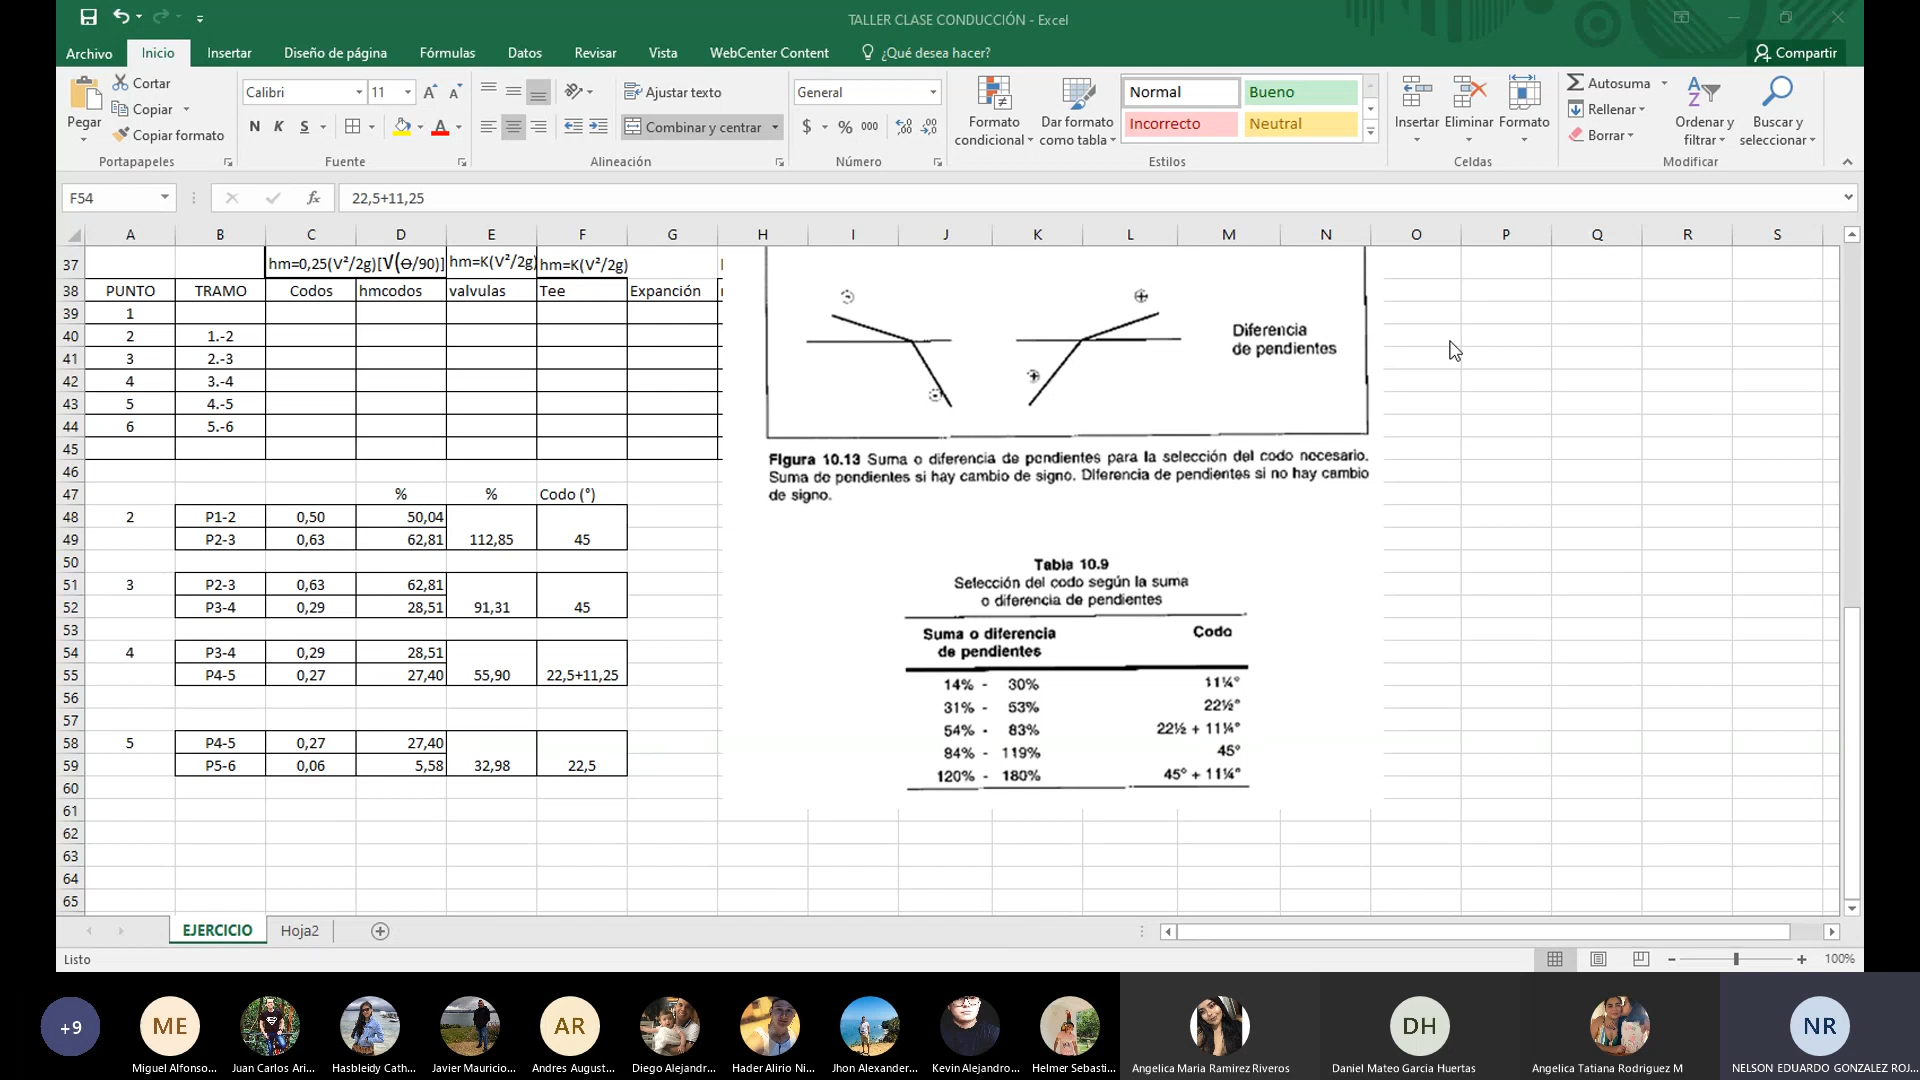 TALLER CLASE CONDUCCIÓN - Excel
Archivo Inicio Insertar Diseño de página Fórmulas Datos Revisar Vista WebCenter Content ¿Qué desea hacer? Compartir
Pegar
Cortar
Copiar
Copiar formato
Portapapeles
Calibri 11
N K S
Fuente
Ajustar texto
Combinar y centrar
Alineación
General
$ % 000
Número
Formato condicional
Dar formato como tabla
Normal Bueno
Incorrecto Neutral
Estilos
Insertar Eliminar Formato
Celdas
Autosuma
Rellenar
Borrar
Ordenar y filtrar
Buscar y seleccionar
Modificar
F54 fx 22,5+11,25
A B C D E F G H I J K L M N O P Q R S
37 hm=0,25(V²/2g)[√(Ɵ/90)] hm=K(V²/2g) hm=K(V²/2g)
38 PUNTO TRAMO Codos hmcodos valvulas Tee Expanción
39 1
40 2 1.-2
41 3 2.-3
42 4 3.-4
43 5 4.-5
44 6 5.-6
45
46
47 % % Codo (°)
48 2 P1-2 0,50 50,04
49 P2-3 0,63 62,81 112,85 45
50
51 3 P2-3 0,63 62,81
52 P3-4 0,29 28,51 91,31 45
53
54 4 P3-4 0,29 28,51
55 P4-5 0,27 27,40 55,90 22,5+11,25
56
57
58 5 P4-5 0,27 27,40
59 P5-6 0,06 5,58 32,98 22,5
60
61
62
63
64
65
Diferencia
de pendientes
Figura 10.13 Suma o diferencia de pendientes para la selección del codo necesario.
Suma de pendientes si hay cambio de signo. Diferencia de pendientes si no hay cambio
de signo.
Tabla 10.9
Selección del codo según la suma
o diferencia de pendientes
Suma o diferencia
de pendientes Codo
14% - 30% 11¼°
31% - 53% 22½°
54% - 83% 22½ + 11¼°
84% - 119% 45°
120% - 180% 45° + 11¼°
EJERCICIO Hoja2
Listo 100%
+9 ME AR DH NR
Miguel Alfonso... Juan Carlos Ari... Hasbleidy Cath... Javier Mauricio... Andres August... Diego Alejandr... Hader Alirio Ni... Jhon Alexander... Kevin Alejandro... Helmer Sebasti... Angelica Maria Ramirez Riveros Daniel Mateo Garcia Huertas Angelica Tatiana Rodriguez M NELSON EDUARDO GONZALEZ ROJ...